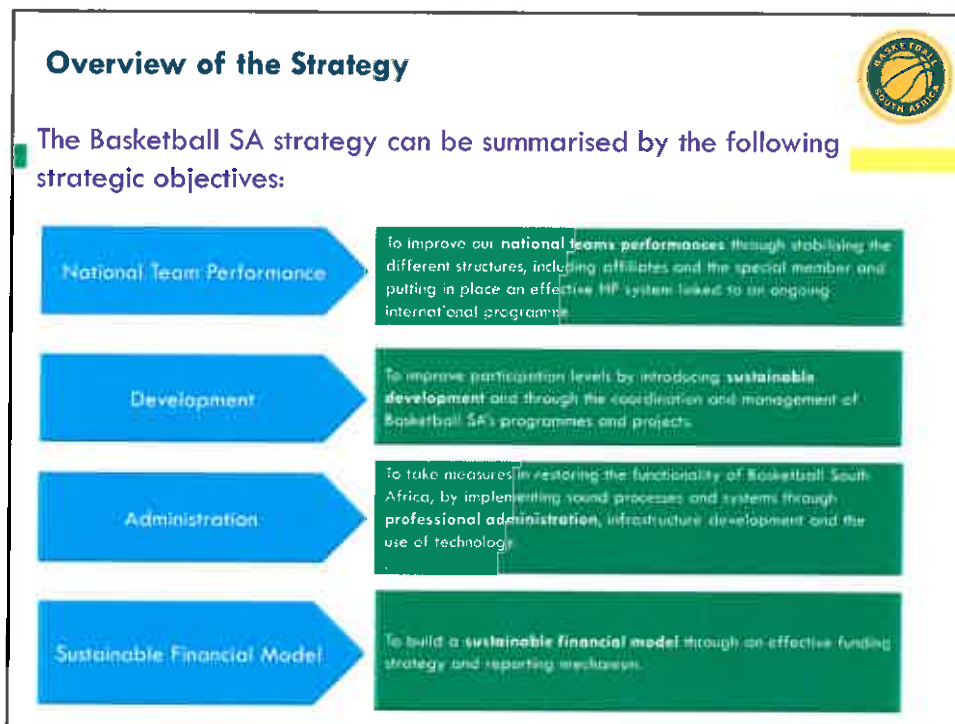 Overview of the Strategy
BASKETBALL
SOUTH AFRICA
The Basketball SA strategy can be summarised by the following
strategic objectives:
National Team Performance
To improve our national teams performances through stabilising the
different structures, including affiliates and the special member and
putting in place an effective HP system linked to an ongoing
international programme
Development
To improve participation levels by introducing sustainable
development and through the coordination and management of
Basketball SA's programmes and projects.
Administration
To take measures in restoring the functionality of Basketball South
Africa, by implementing sound processes and systems through
professional administration, infrastructure development and the
use of technology
Sustainable Financial Model
To build a sustainable financial model through an effective funding
strategy and reporting mechanism.